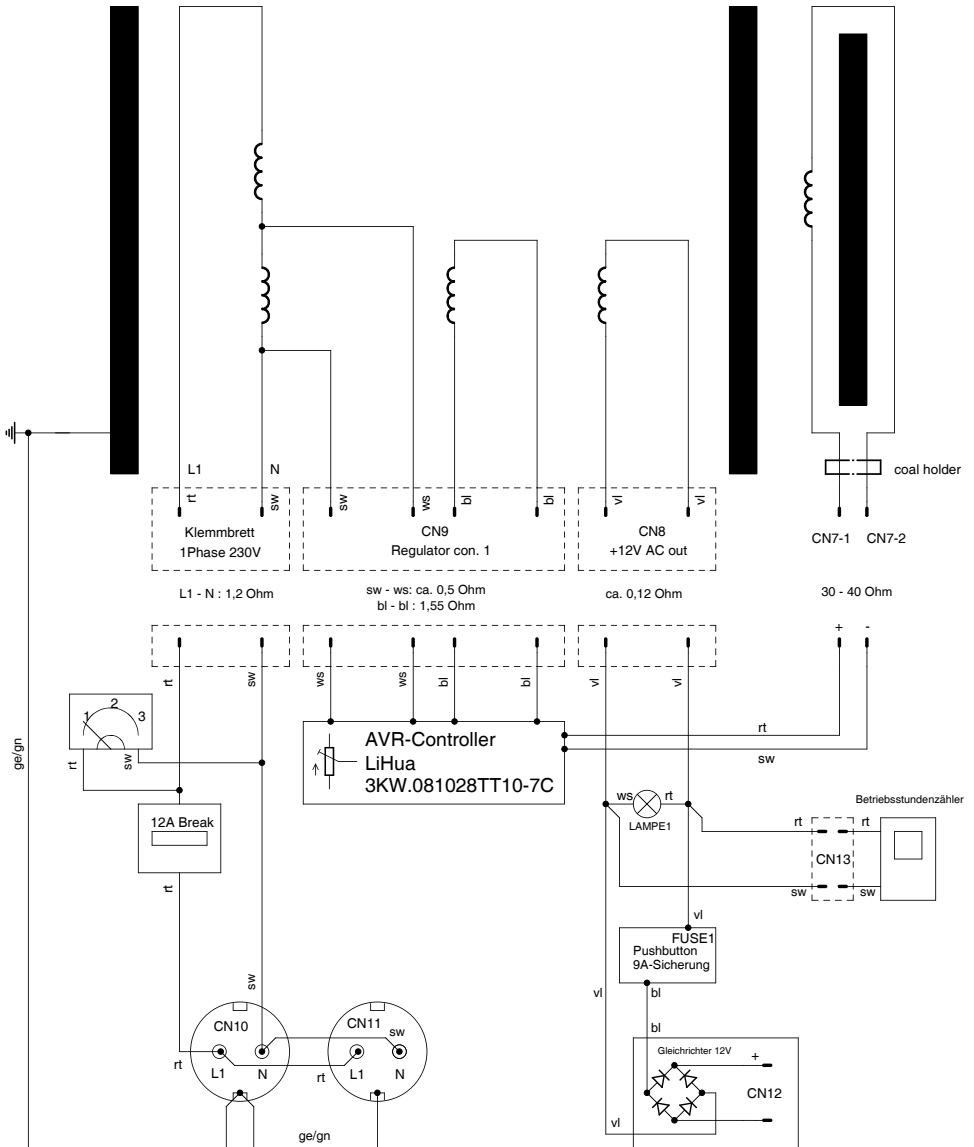 L1
N
rt
sw
sw
ws
bl
bl
vl
vl
coal holder
Klemmbrett
1Phase 230V
CN9
Regulator con. 1
CN8
+12V AC out
CN7-1
CN7-2
L1 - N : 1,2 Ohm
sw - ws: ca. 0,5 Ohm
bl - bl : 1,55 Ohm
ca. 0,12 Ohm
30 - 40 Ohm
+
-
rt
sw
ws
ws
bl
bl
vl
vl
1
2
3
rt
sw
ge/gn
AVR-Controller
LiHua
3KW.081028TT10-7C
rt
sw
12A Break
rt
ws
rt
LAMPE1
Betriebsstundenzähler
rt
rt
CN13
sw
sw
vl
FUSE1
Pushbutton
9A-Sicherung
bl
vl
bl
sw
CN10
CN11
sw
L1
N
L1
N
rt
rt
Gleichrichter 12V
+
CN12
vl
ge/gn